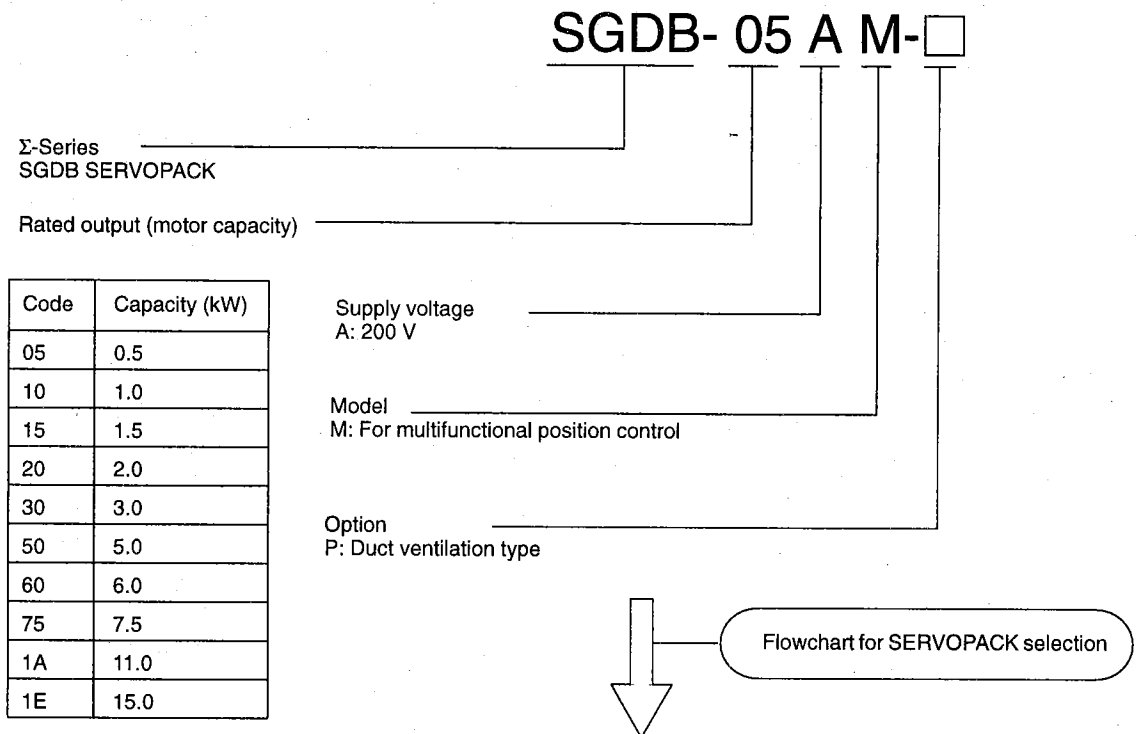 SGDB- 05 A M-□
Σ-Series
SGDB SERVOPACK
Rated output (motor capacity)
Code Capacity (kW)
05 0.5
10 1.0
15 1.5
20 2.0
30 3.0
50 5.0
60 6.0
75 7.5
1A 11.0
1E 15.0
Supply voltage
A: 200 V
Model
M: For multifunctional position control
Option
P: Duct ventilation type
Flowchart for SERVOPACK selection